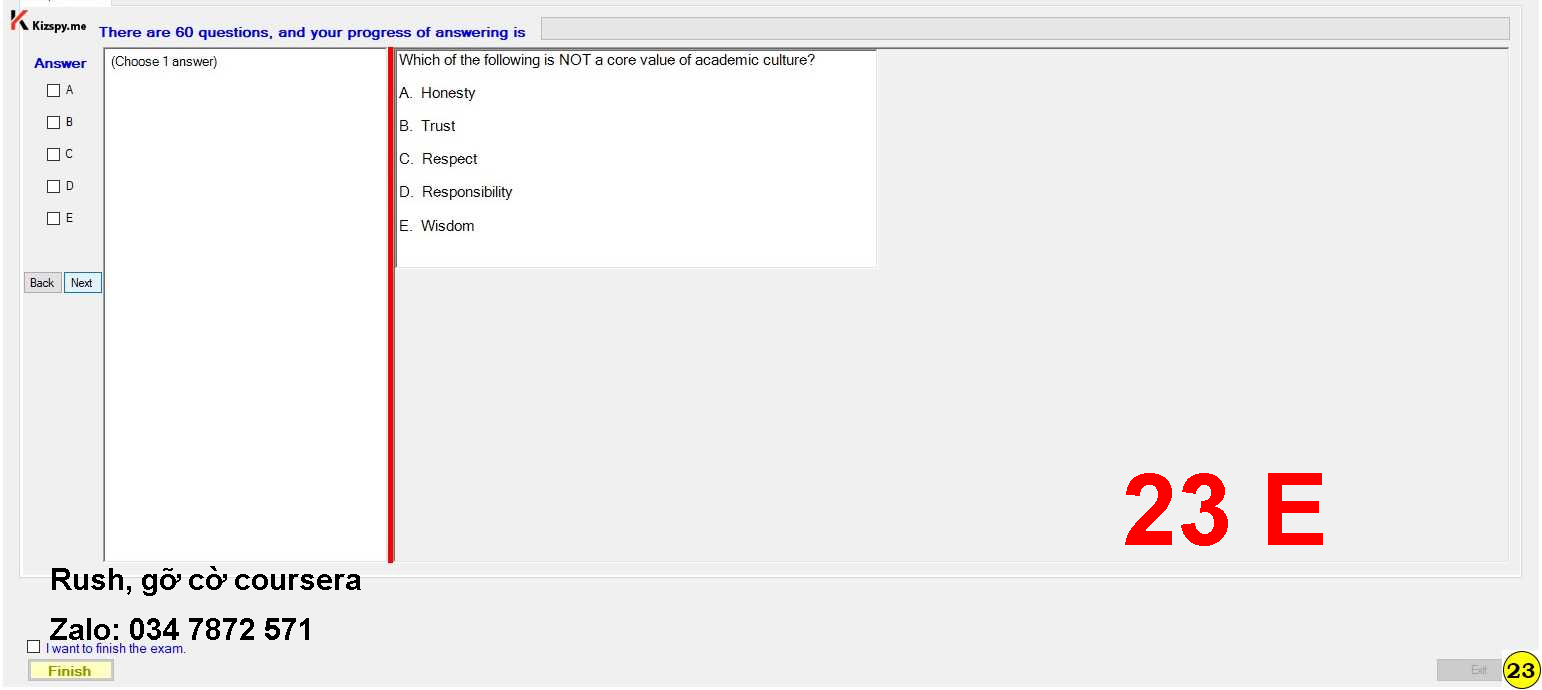 Kizspy.me
There are 60 questions, and your progress of answering is
Answer
(Choose 1 answer)
A
B
C
D
E
Back Next
Which of the following is NOT a core value of academic culture?
A. Honesty
B. Trust
C. Respect
D. Responsibility
E. Wisdom
23 E
Rush, gỡ cờ coursera
Zalo: 034 7872 571
I want to finish the exam.
Finish
Exit
23